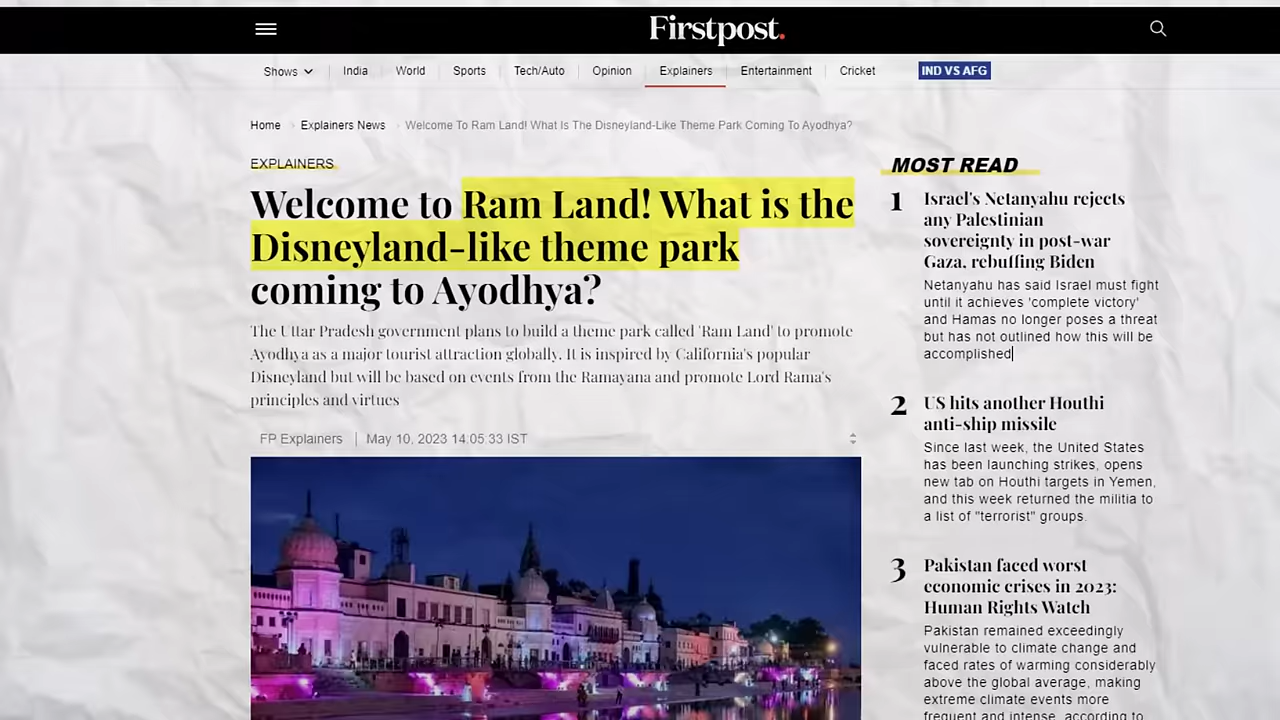 Firstpost.
Shows
India
World
Sports
Tech/Auto
Opinion
Explainers
Entertainment
Cricket
IND VS AFG
Home
Explainers News
Welcome To Ram Land! What Is The Disneyland-Like Theme Park Coming To Ayodhya?
EXPLAINERS
Welcome to Ram Land! What is the
Disneyland-like theme park
coming to Ayodhya?
The Uttar Pradesh government plans to build a theme park called 'Ram Land' to promote
Ayodhya as a major tourist attraction globally. It is inspired by California's popular
Disneyland but will be based on events from the Ramayana and promote Lord Rama's
principles and virtues
FP Explainers
May 10, 2023 14:05:33 IST
MOST READ
1
Israel's Netanyahu rejects
any Palestinian
sovereignty in post-war
Gaza, rebuffing Biden
Netanyahu has said Israel must fight
until it achieves 'complete victory'
and Hamas no longer poses a threat
but has not outlined how this will be
accomplished
2
US hits another Houthi
anti-ship missile
Since last week, the United States
has been launching strikes, opens
new tab on Houthi targets in Yemen,
and this week returned the militia to
a list of "terrorist" groups.
3
Pakistan faced worst
economic crises in 2023:
Human Rights Watch
Pakistan remained exceedingly
vulnerable to climate change and
faced rates of warming considerably
above the global average, making
extreme climate events more
frequent and intense, according to